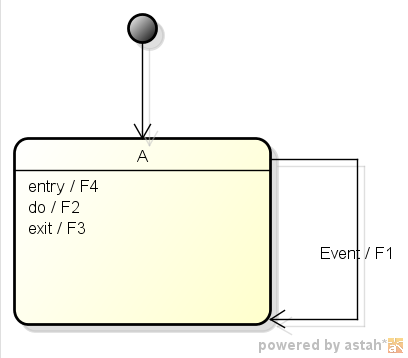 A
entry / F4
do / F2
exit / F3
Event / F1
powered by astah*